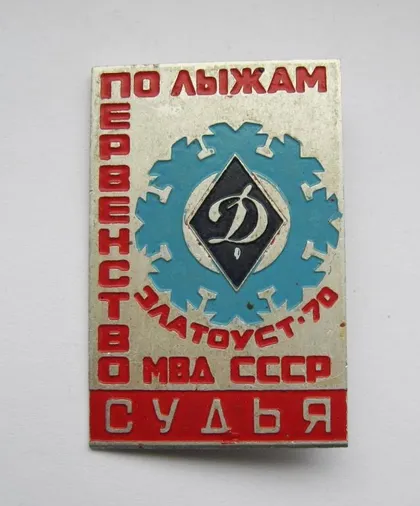 ПЕРВЕНСТВО
ПО ЛЫЖАМ
Д
ЗЛАТОУСТ·70
МВД СССР
СУДЬЯ